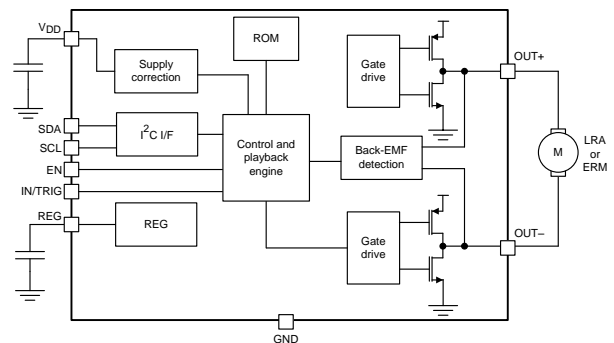 VDD
Supply
correction
ROM
Gate
drive
OUT+
SDA
SCL
I2C I/F
EN
IN/TRIG
Control and
playback
engine
Back-EMF
detection
M
LRA
or
ERM
REG
REG
Gate
drive
OUT–
GND